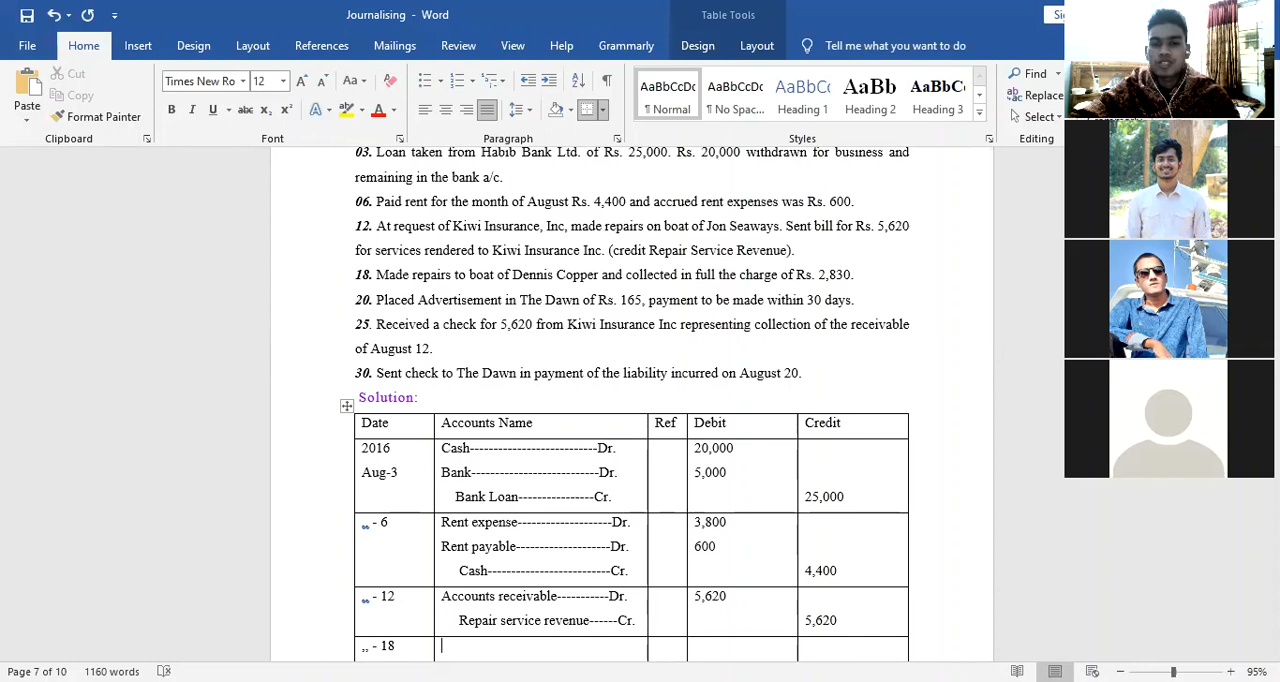 Journalising - Word
Table Tools
File Home Insert Design Layout References Mailings Review View Help Grammarly Design Layout Tell me what you want to do
Cut
Copy
Format Painter
Paste
Clipboard
Times New Ro 12
Font
Paragraph
AaBbCcDc AaBbCcDc AaBbCc AaBb AaBbCc
¶ Normal ¶ No Spac... Heading 1 Heading 2 Heading 3
Styles
Find
Replace
Select
Editing
03. Loan taken from Habib Bank Ltd. of Rs. 25,000. Rs. 20,000 withdrawn for business and
remaining in the bank a/c.
06. Paid rent for the month of August Rs. 4,400 and accrued rent expenses was Rs. 600.
12. At request of Kiwi Insurance, Inc, made repairs on boat of Jon Seaways. Sent bill for Rs. 5,620
for services rendered to Kiwi Insurance Inc. (credit Repair Service Revenue).
18. Made repairs to boat of Dennis Copper and collected in full the charge of Rs. 2,830.
20. Placed Advertisement in The Dawn of Rs. 165, payment to be made within 30 days.
25. Received a check for 5,620 from Kiwi Insurance Inc representing collection of the receivable
of August 12.
30. Sent check to The Dawn in payment of the liability incurred on August 20.
Solution:
Date Accounts Name Ref Debit Credit
2016 Cash---------------------------Dr. 20,000
Aug-3 Bank---------------------------Dr. 5,000
Bank Loan----------------Cr. 25,000
,, - 6 Rent expense--------------------Dr. 3,800
Rent payable--------------------Dr. 600
Cash--------------------------Cr. 4,400
,, - 12 Accounts receivable-----------Dr. 5,620
Repair service revenue------Cr. 5,620
,, - 18
Page 7 of 10 1160 words 95%